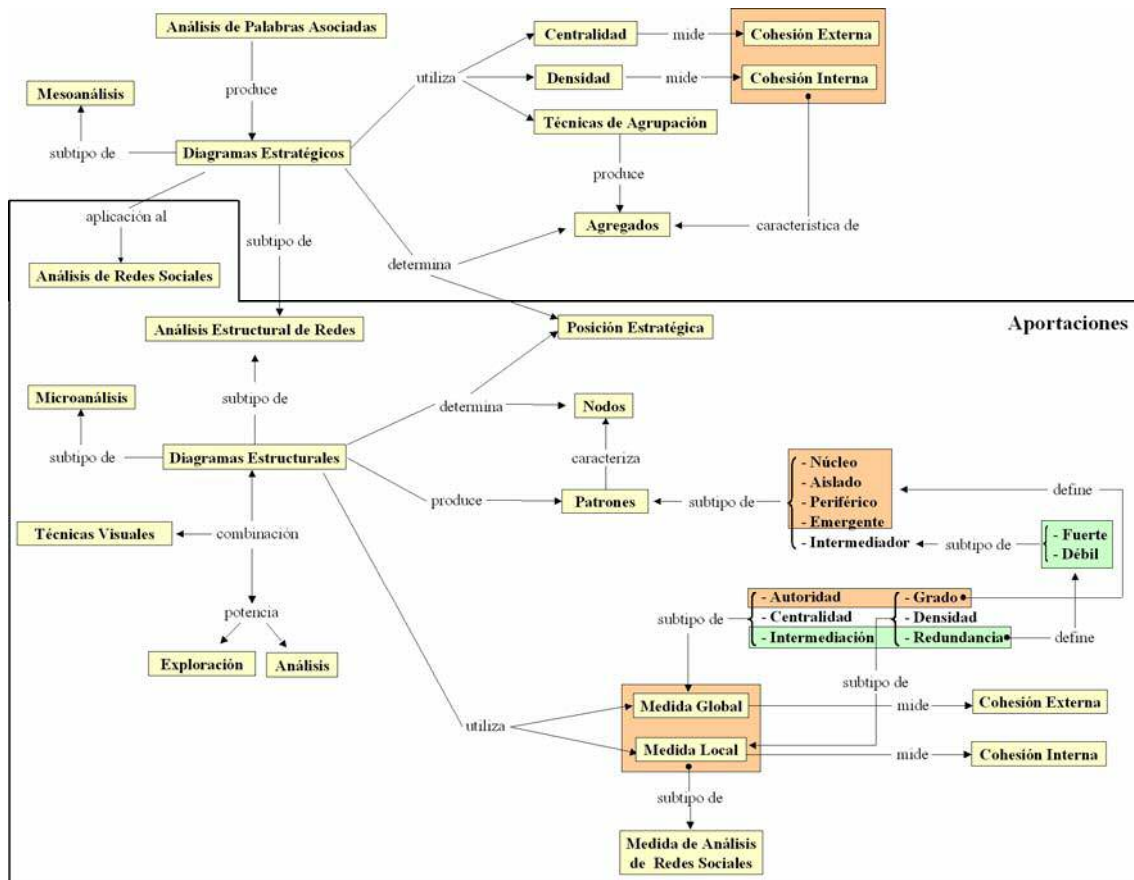 Análisis de Palabras Asociadas
Centralidad
mide
Cohesión Externa
utiliza
produce
Densidad
mide
Cohesión Interna
Mesoanálisis
Técnicas de Agrupación
subtipo de
Diagramas Estratégicos
produce
aplicación al
subtipo de
Agregados
característica de
determina
Análisis de Redes Sociales
Análisis Estructural de Redes
Posición Estratégica
Aportaciones
Microanálisis
subtipo de
determina
Nodos
subtipo de
Diagramas Estructurales
caracteriza
produce
Patrones
subtipo de
- Núcleo
- Aislado
- Periférico
- Emergente
- Intermediador
define
subtipo de
- Fuerte
- Débil
Técnicas Visuales
combinación
potencia
Exploración
Análisis
subtipo de
- Autoridad
- Centralidad
- Intermediación
- Grado
- Densidad
- Redundancia
define
subtipo de
utiliza
Medida Global
mide
Cohesión Externa
Medida Local
mide
Cohesión Interna
subtipo de
Medida de Análisis
de Redes Sociales